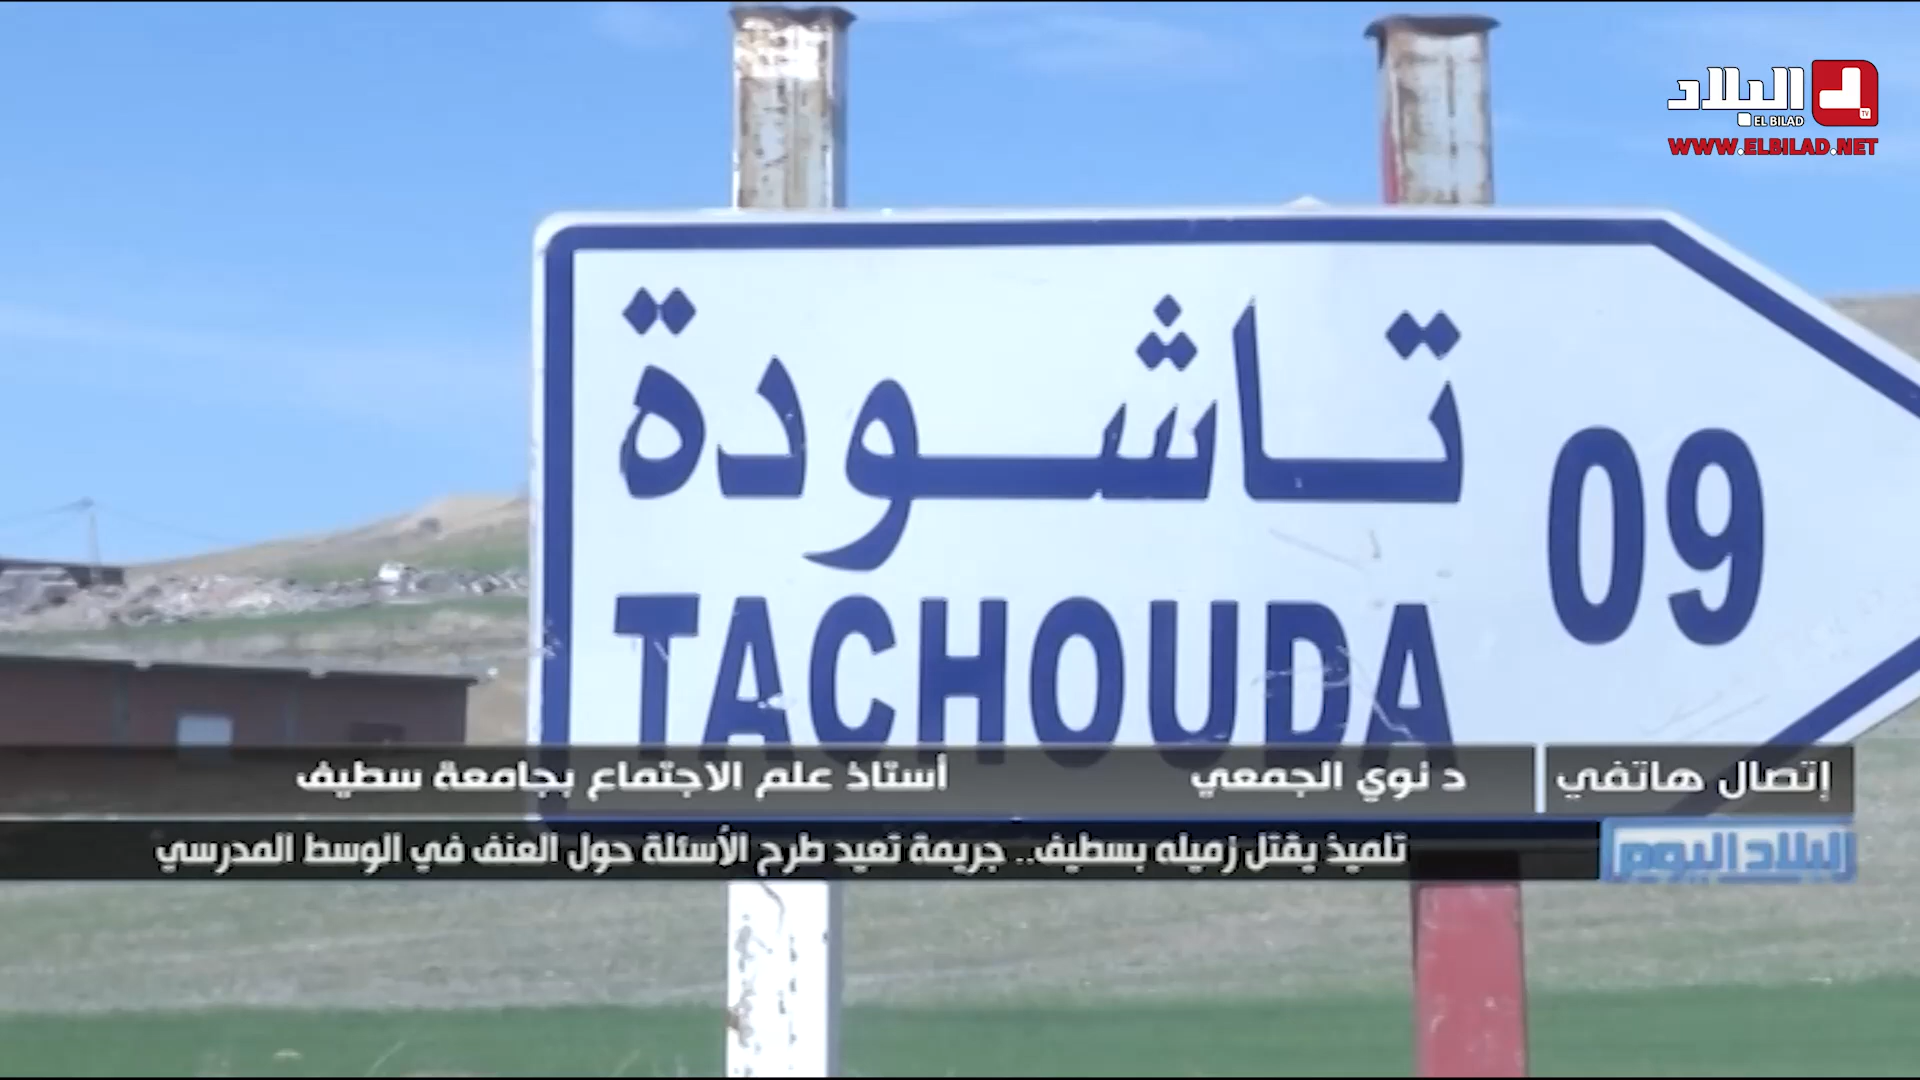 البلاد
EL BILAD
TV
WWW.ELBILAD.NET
تاشودة
09
TACHOUDA
إتصال هاتفي
د نوي الجمعي
أستاذ علم الاجتماع بجامعة سطيف
البلاد اليوم
تلميذ يقتل زميله بسطيف.. جريمة تعيد طرح الأسئلة حول العنف في الوسط المدرسي